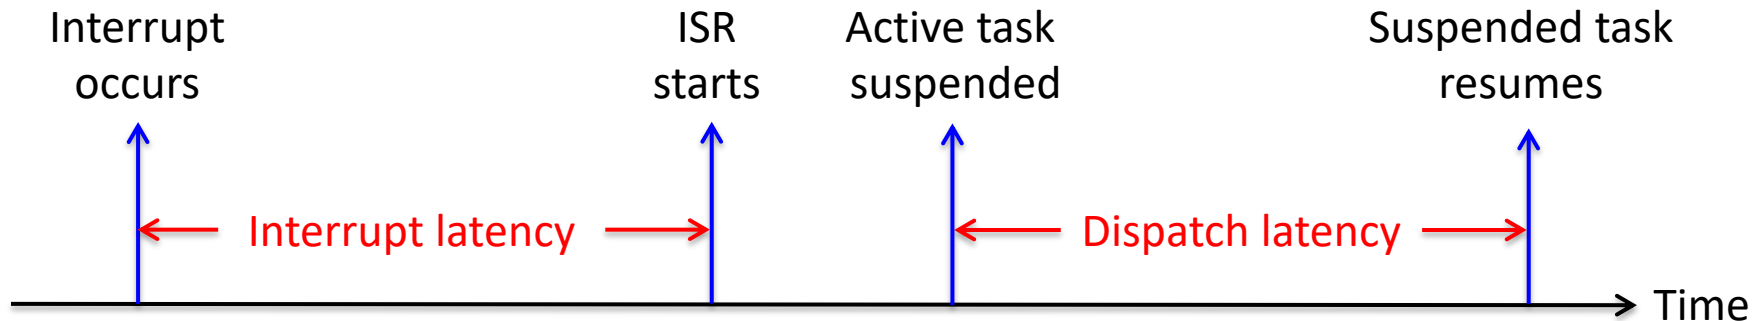 Interrupt
occurs
ISR
starts
Active task
suspended
Suspended task
resumes
Interrupt latency
Dispatch latency
Time